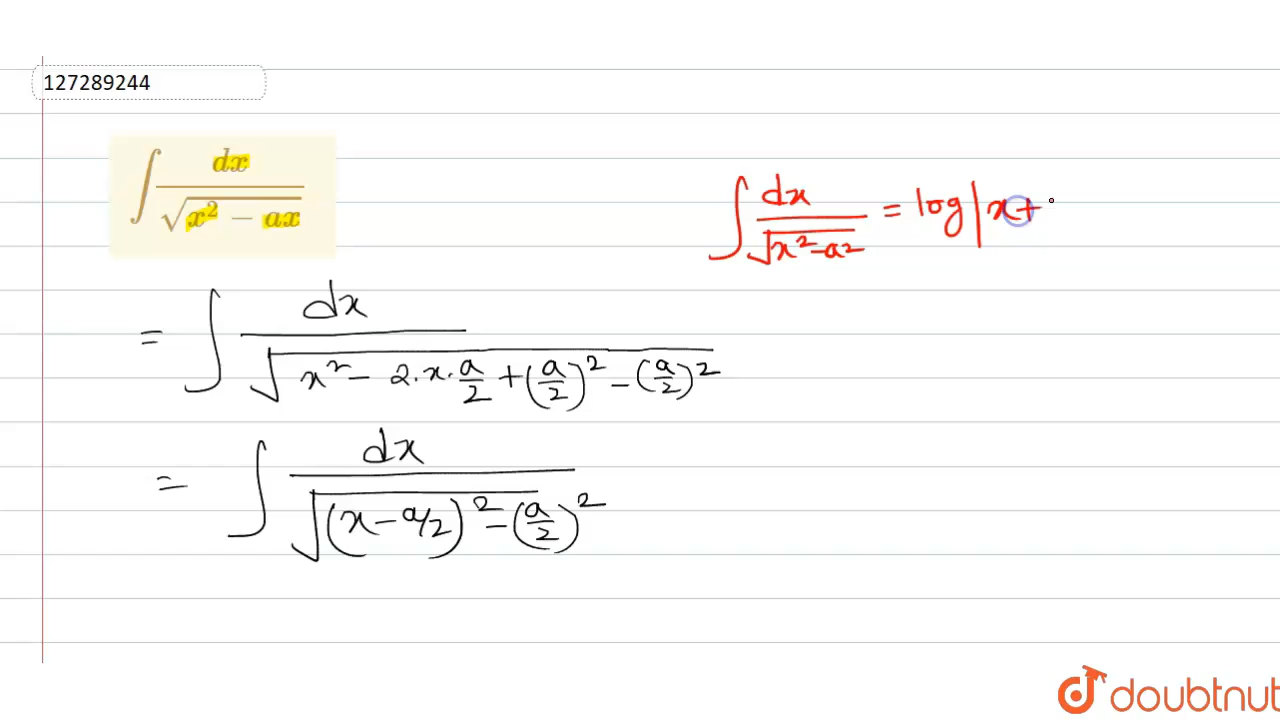 127289244
∫ dx / √(x² − ax)
∫ dx / √(x²−a²) = log|x+
= ∫ dx / √(x² − 2·x·a/2 + (a/2)² − (a/2)²)
= ∫ dx / √((x−a/2)² − (a/2)²)
doubtnut